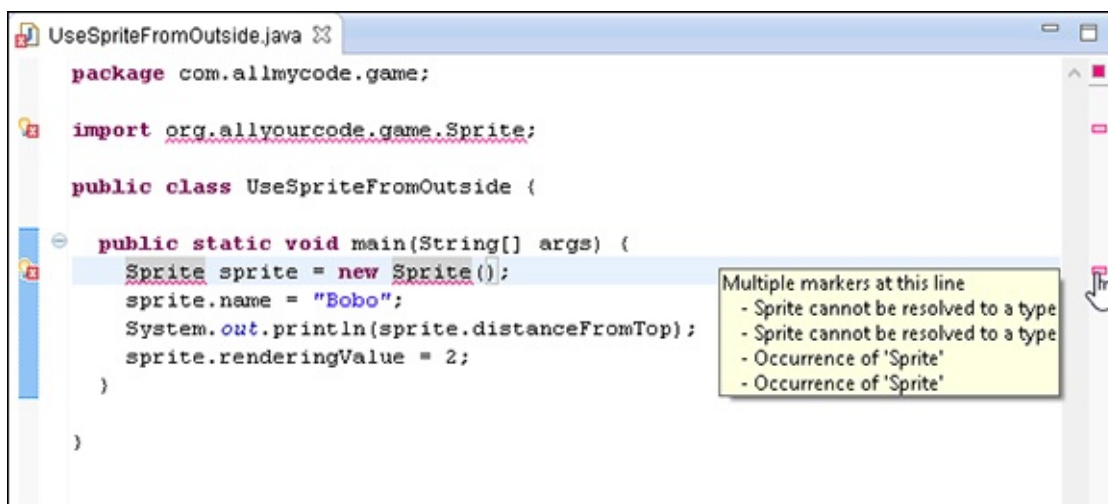 UseSpriteFromOutside.java
package com.allmycode.game;
import org.allyourcode.game.Sprite;
public class UseSpriteFromOutside {
public static void main(String[] args) {
Sprite sprite = new Sprite();
sprite.name = "Bobo";
System.out.println(sprite.distanceFromTop);
sprite.renderingValue = 2;
}
}
Multiple markers at this line
- Sprite cannot be resolved to a type
- Sprite cannot be resolved to a type
- Occurrence of 'Sprite'
- Occurrence of 'Sprite'